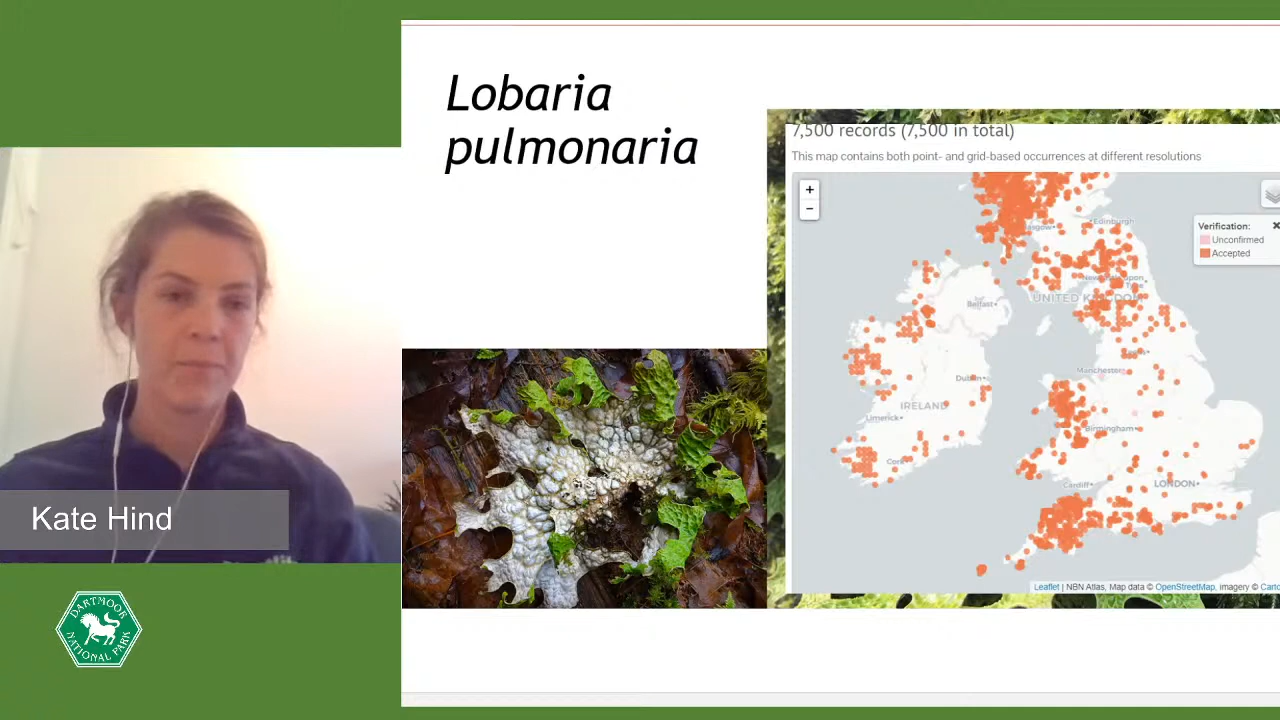 Lobaria
pulmonaria
7,500 records (7,500 in total)
This map contains both point- and grid-based occurrences at different resolutions
+
−
Verification:
Unconfirmed
Accepted
Edinburgh
Belfast
UNITED KINGDOM
Dublin
Manchester
IRELAND
Limerick
Birmingham
Cork
Cardiff
LONDON
Leaflet | NBN Atlas, Map data © OpenStreetMap, imagery ©
Kate Hind
DARTMOOR
NATIONAL PARK